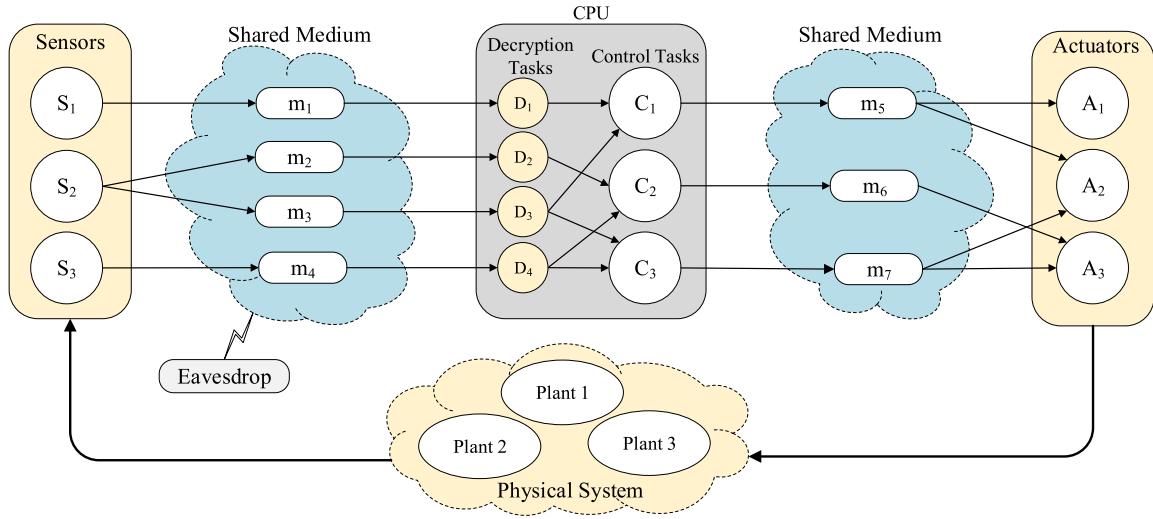 CPU
Sensors
Shared Medium
Decryption
Tasks
Control Tasks
Shared Medium
Actuators
S1
m1
D1
C1
m5
A1
S2
m2
D2
C2
m6
A2
m3
D3
S3
m4
D4
C3
m7
A3
Eavesdrop
Plant 1
Plant 2
Plant 3
Physical System